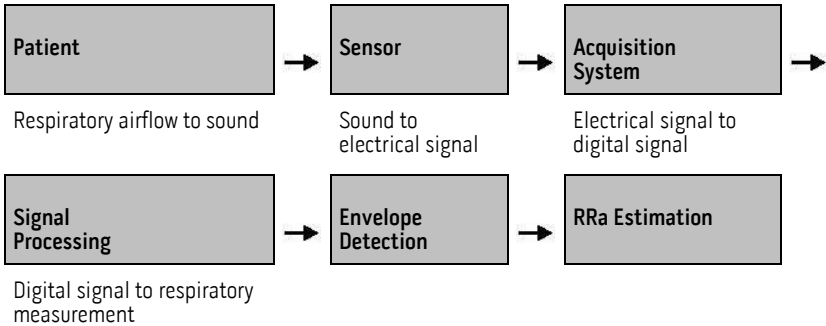 Patient
Sensor
Acquisition
System
Respiratory airflow to sound
Sound to
electrical signal
Electrical signal to
digital signal
Signal
Processing
Envelope
Detection
RRa Estimation
Digital signal to respiratory
measurement